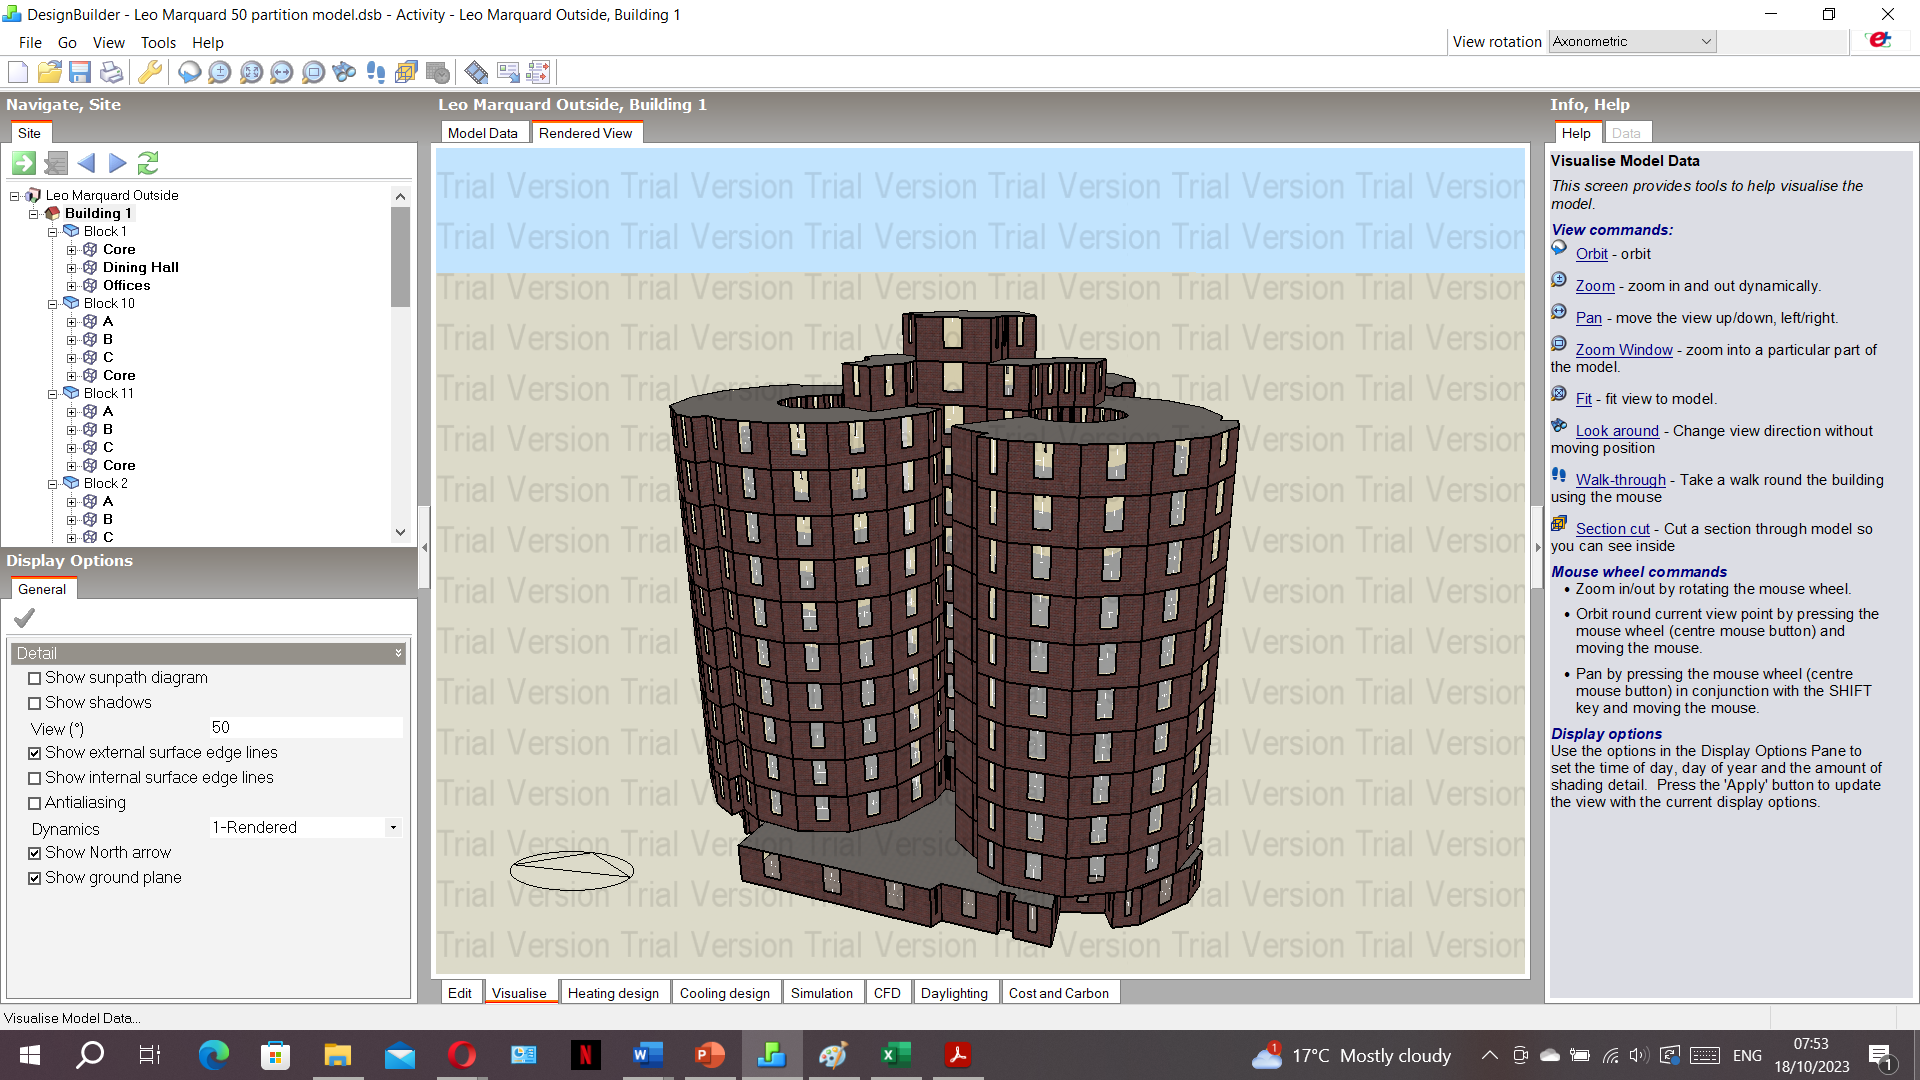 DesignBuilder - Leo Marquard 50 partition model.dsb - Activity - Leo Marquard Outside, Building 1
File Go View Tools Help
View rotation Axonometric
Navigate, Site
Site
Leo Marquard Outside
Building 1
Block 1
Core
Dining Hall
Offices
Block 10
A
B
C
Core
Block 11
A
B
C
Core
Block 2
A
B
C
Display Options
General
Detail
Show sunpath diagram
Show shadows
View (°) 50
Show external surface edge lines
Show internal surface edge lines
Antialiasing
Dynamics 1-Rendered
Show North arrow
Show ground plane
Leo Marquard Outside, Building 1
Model Data Rendered View
Trial Version Trial Version Trial Version Trial Version Trial Version Trial Version
Trial Version Trial Version Trial Version Trial Version Trial Version Trial Version
Trial Version Trial Version Trial Version Trial Version Trial Version Trial Version
Edit Visualise Heating design Cooling design Simulation CFD Daylighting Cost and Carbon
Info, Help
Help Data
Visualise Model Data
This screen provides tools to help visualise the
model.
View commands:
Orbit - orbit
Zoom - zoom in and out dynamically.
Pan - move the view up/down, left/right.
Zoom Window - zoom into a particular part of
the model.
Fit - fit view to model.
Look around - Change view direction without
moving position
Walk-through - Take a walk round the building
using the mouse
Section cut - Cut a section through model so
you can see inside
Mouse wheel commands
• Zoom in/out by rotating the mouse wheel.
• Orbit round current view point by pressing the
mouse wheel (centre mouse button) and
moving the mouse.
• Pan by pressing the mouse wheel (centre
mouse button) in conjunction with the SHIFT
key and moving the mouse.
Display options
Use the options in the Display Options Pane to
set the time of day, day of year and the amount of
shading detail. Press the 'Apply' button to update
the view with the current display options.
Visualise Model Data...
1 17°C Mostly cloudy ENG 07:53
18/10/2023 1